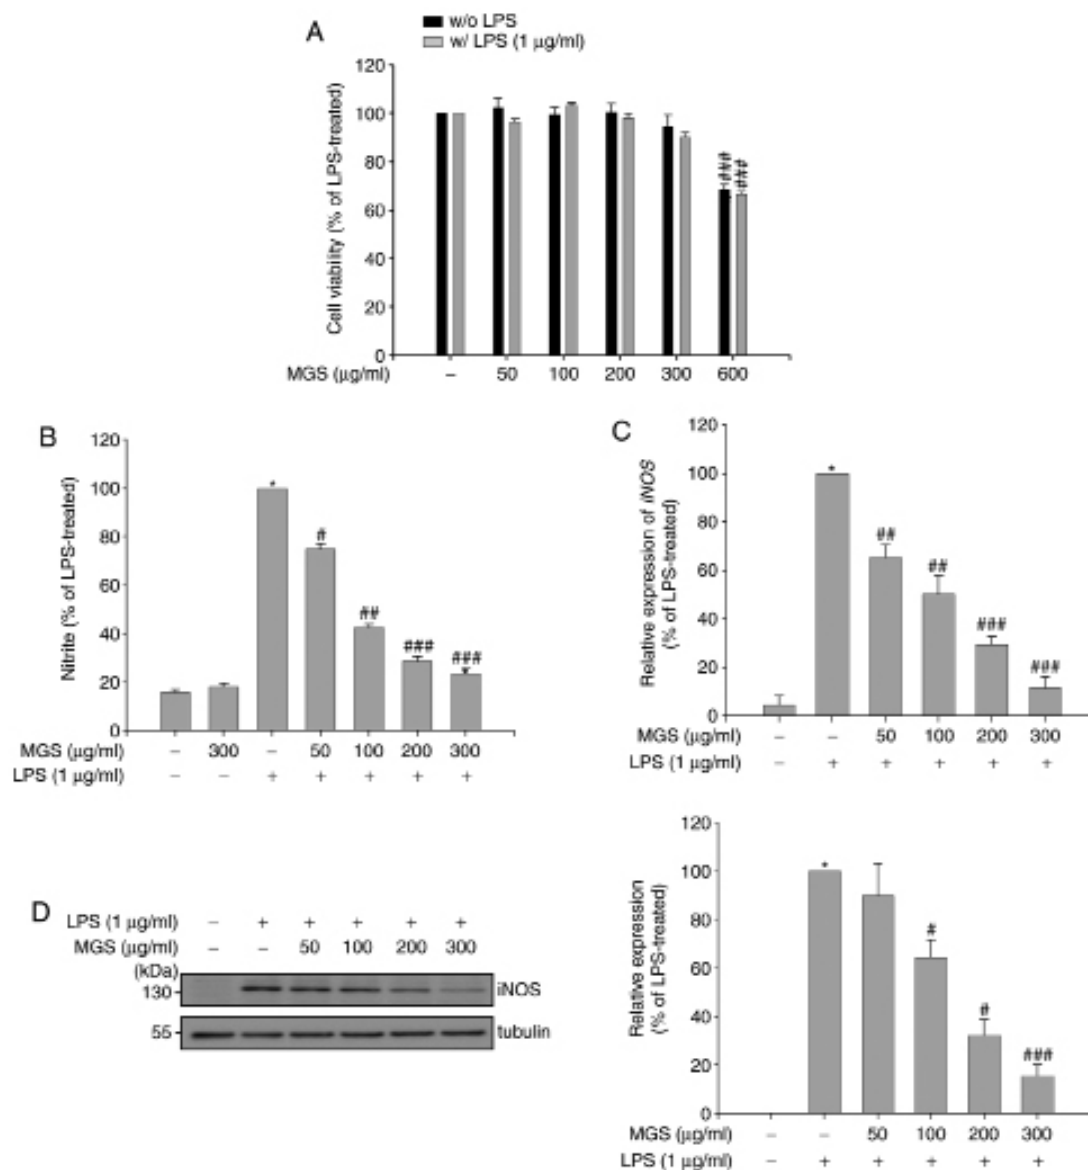 A
w/o LPS
w/ LPS (1 µg/ml)
Cell viability (% of LPS-treated)
120
100
80
60
40
20
0
### ###
MGS (µg/ml) – 50 100 200 300 600
B
Nitrite (% of LPS-treated)
120
100
80
60
40
20
0
* # ## ### ###
MGS (µg/ml) – 300 – 50 100 200 300
LPS (1 µg/ml) – – + + + + +
C
Relative expression of iNOS
(% of LPS-treated)
120
100
80
60
40
20
0
* ## ## ### ###
MGS (µg/ml) – – 50 100 200 300
LPS (1 µg/ml) – + + + + +
D
LPS (1 µg/ml) – + + + + +
MGS (µg/ml) – – 50 100 200 300
(kDa)
130 iNOS
55 tubulin
Relative expression
(% of LPS-treated)
120
100
80
60
40
20
0
* # # ###
MGS (µg/ml) – – 50 100 200 300
LPS (1 µg/ml) – + + + + +